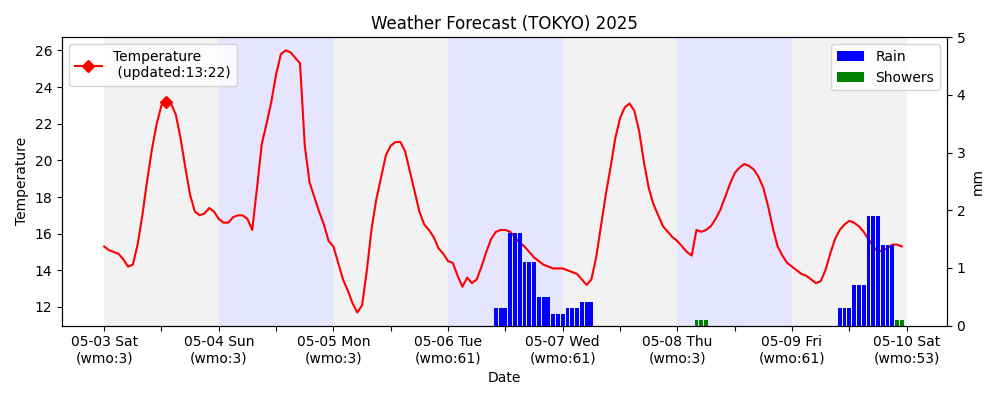 Weather Forecast (TOKYO) 2025
Temperature
(updated:13:22)
Rain
Showers
26
24
22
20
18
16
14
12
Temperature
5
4
3
2
1
0
mm
05-03 Sat
(wmo:3)
05-04 Sun
(wmo:3)
05-05 Mon
(wmo:3)
05-06 Tue
(wmo:61)
05-07 Wed
(wmo:61)
05-08 Thu
(wmo:3)
05-09 Fri
(wmo:61)
05-10 Sat
(wmo:53)
Date